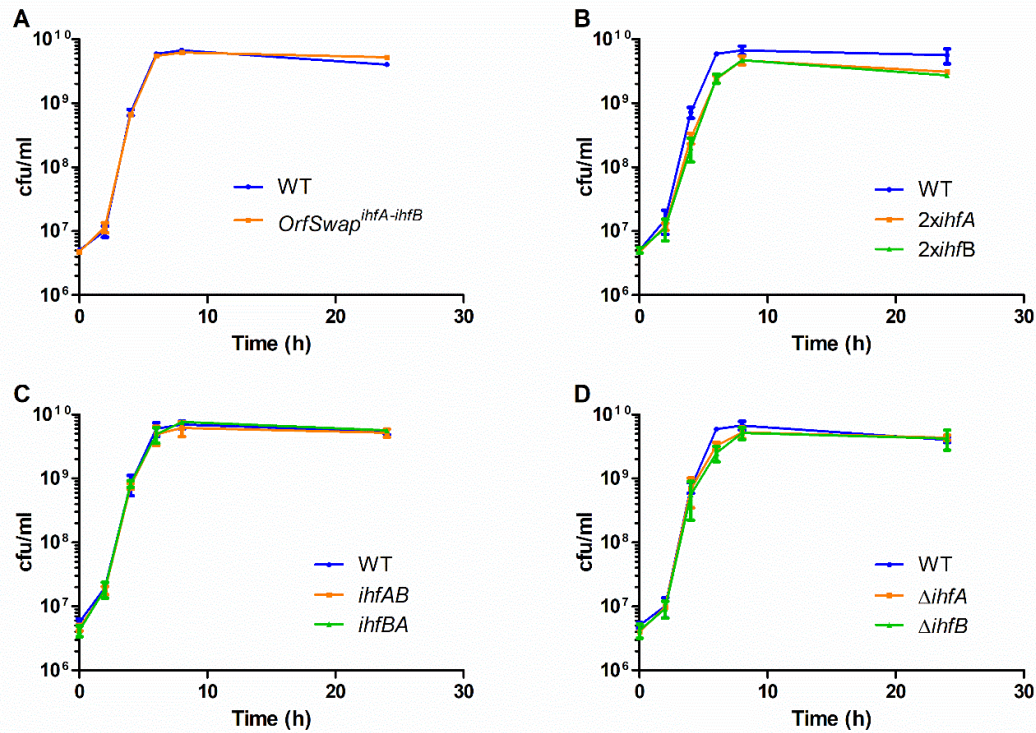 A
cfu/ml
10^10
10^9
10^8
10^7
10^6
WT
OrfSwap^ihfA-ihfB
0 10 20 30
Time (h)
B
cfu/ml
10^10
10^9
10^8
10^7
10^6
WT
2xihfA
2xihfB
0 10 20 30
Time (h)
C
cfu/ml
10^10
10^9
10^8
10^7
10^6
WT
ihfAB
ihfBA
0 10 20 30
Time (h)
D
cfu/ml
10^10
10^9
10^8
10^7
10^6
WT
ΔihfA
ΔihfB
0 10 20 30
Time (h)